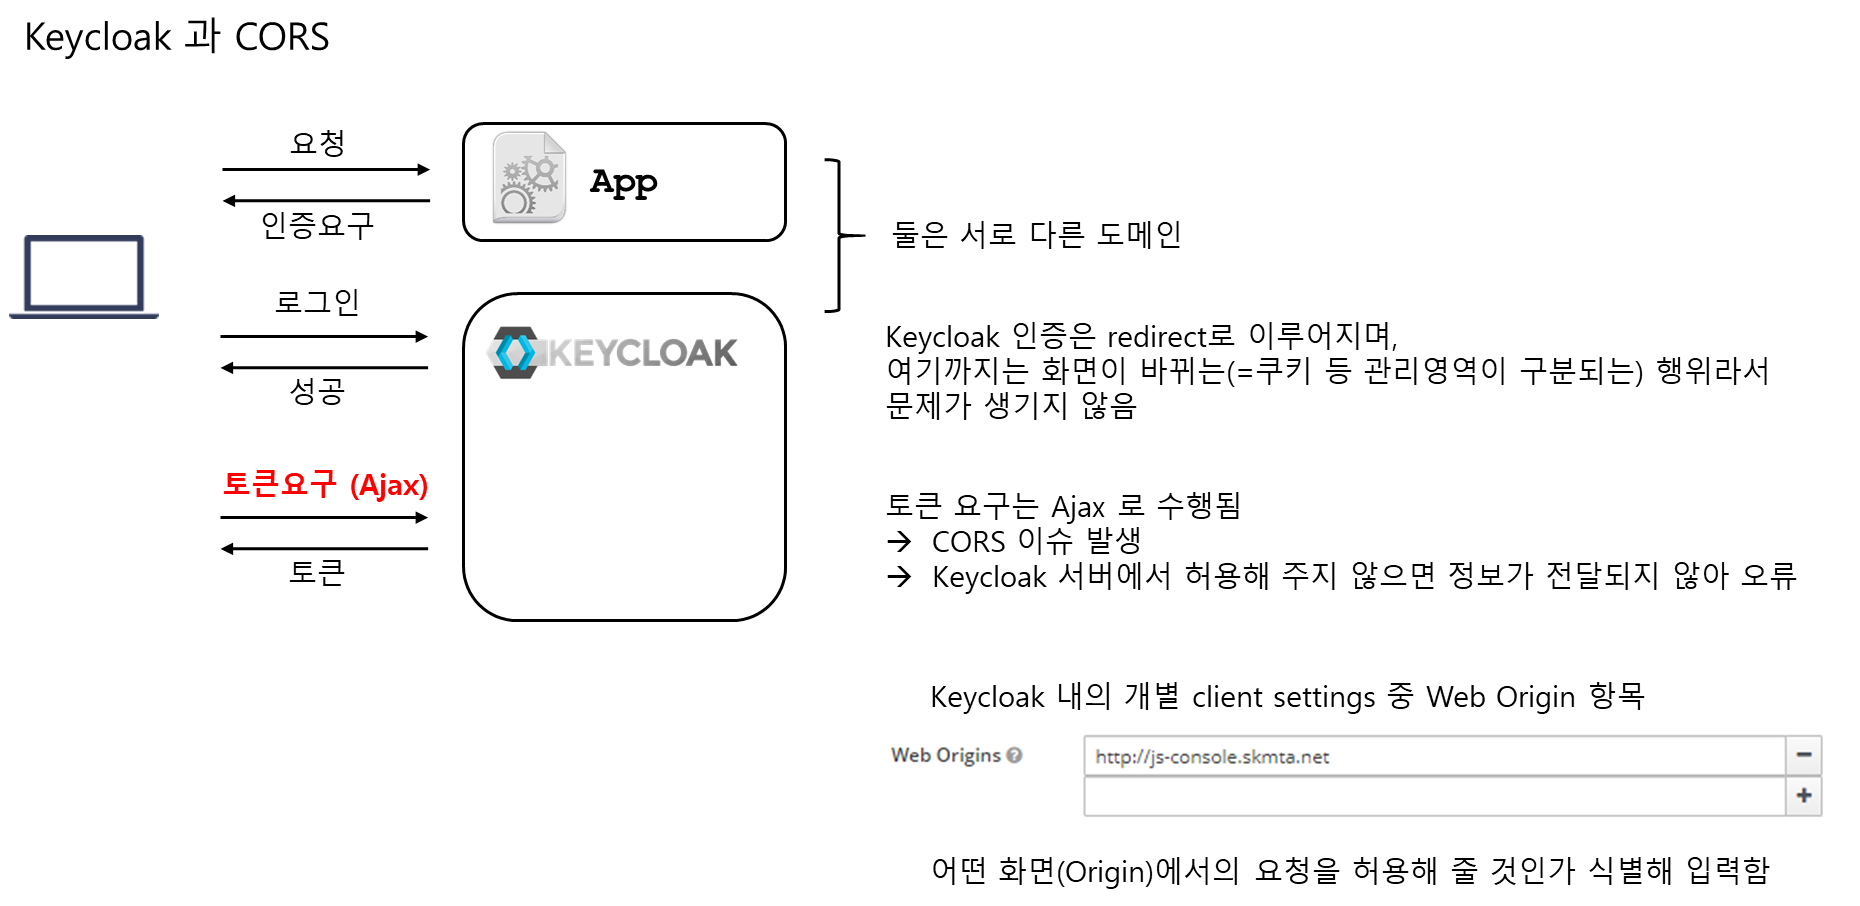 Keycloak 과 CORS
요청
App
인증요구
둘은 서로 다른 도메인
로그인
KEYCLOAK
성공
Keycloak 인증은 redirect로 이루어지며,
여기까지는 화면이 바뀌는(=쿠키 등 관리영역이 구분되는) 행위라서
문제가 생기지 않음
토큰요구 (Ajax)
토큰
토큰 요구는 Ajax 로 수행됨
→ CORS 이슈 발생
→ Keycloak 서버에서 허용해 주지 않으면 정보가 전달되지 않아 오류
Keycloak 내의 개별 client settings 중 Web Origin 항목
Web Origins ?
http://js-console.skmta.net
어떤 화면(Origin)에서의 요청을 허용해 줄 것인가 식별해 입력함